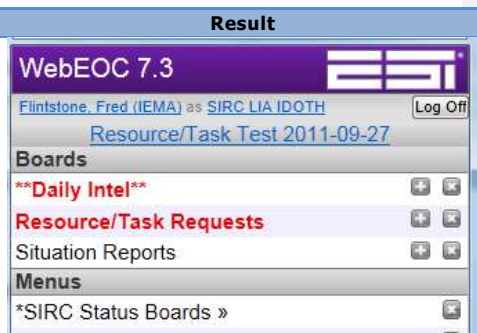 Result
WebEOC 7.3 ESi
Flintstone, Fred (IEMA) as SIRC LIA IDOTH Log Off
Resource/Task Test 2011-09-27
Boards
**Daily Intel**
Resource/Task Requests
Situation Reports
Menus
*SIRC Status Boards »